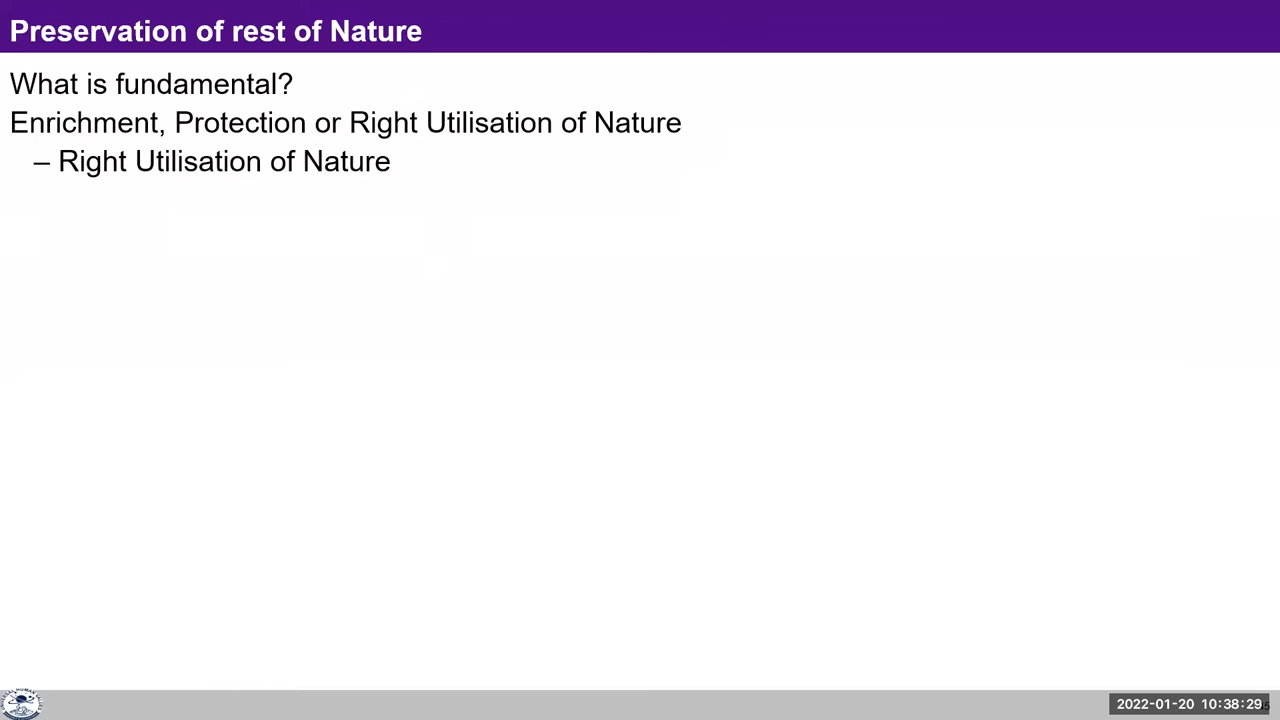 Preservation of rest of Nature
What is fundamental?
Enrichment, Protection or Right Utilisation of Nature
– Right Utilisation of Nature
2022-01-20 10:38:29